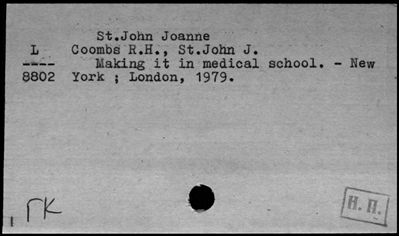 St.John Joanne
L Coombs R.H., St.John J.
---- Making it in medical school. - New
8802 York ; London, 1979.
ГК
Н. П.